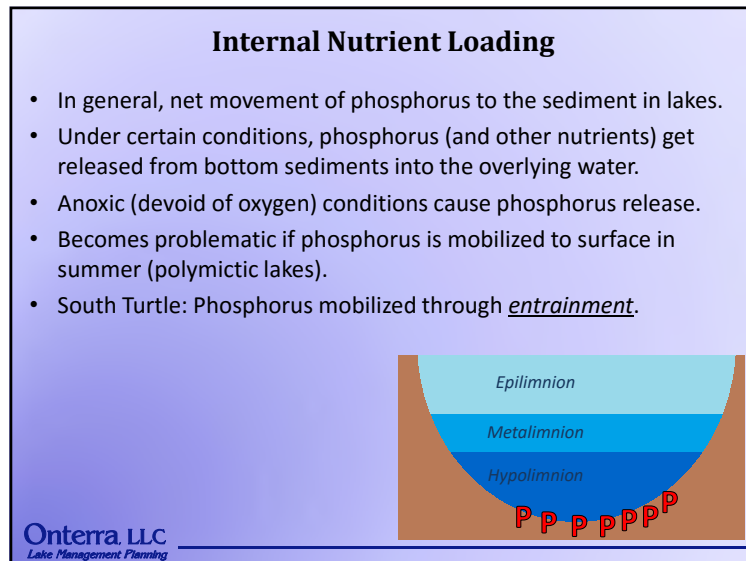 Internal Nutrient Loading
• In general, net movement of phosphorus to the sediment in lakes.
• Under certain conditions, phosphorus (and other nutrients) get
released from bottom sediments into the overlying water.
• Anoxic (devoid of oxygen) conditions cause phosphorus release.
• Becomes problematic if phosphorus is mobilized to surface in
summer (polymictic lakes).
• South Turtle: Phosphorus mobilized through entrainment.
Epilimnion
Metalimnion
Hypolimnion
P P P P P P P
Onterra, LLC
Lake Management Planning